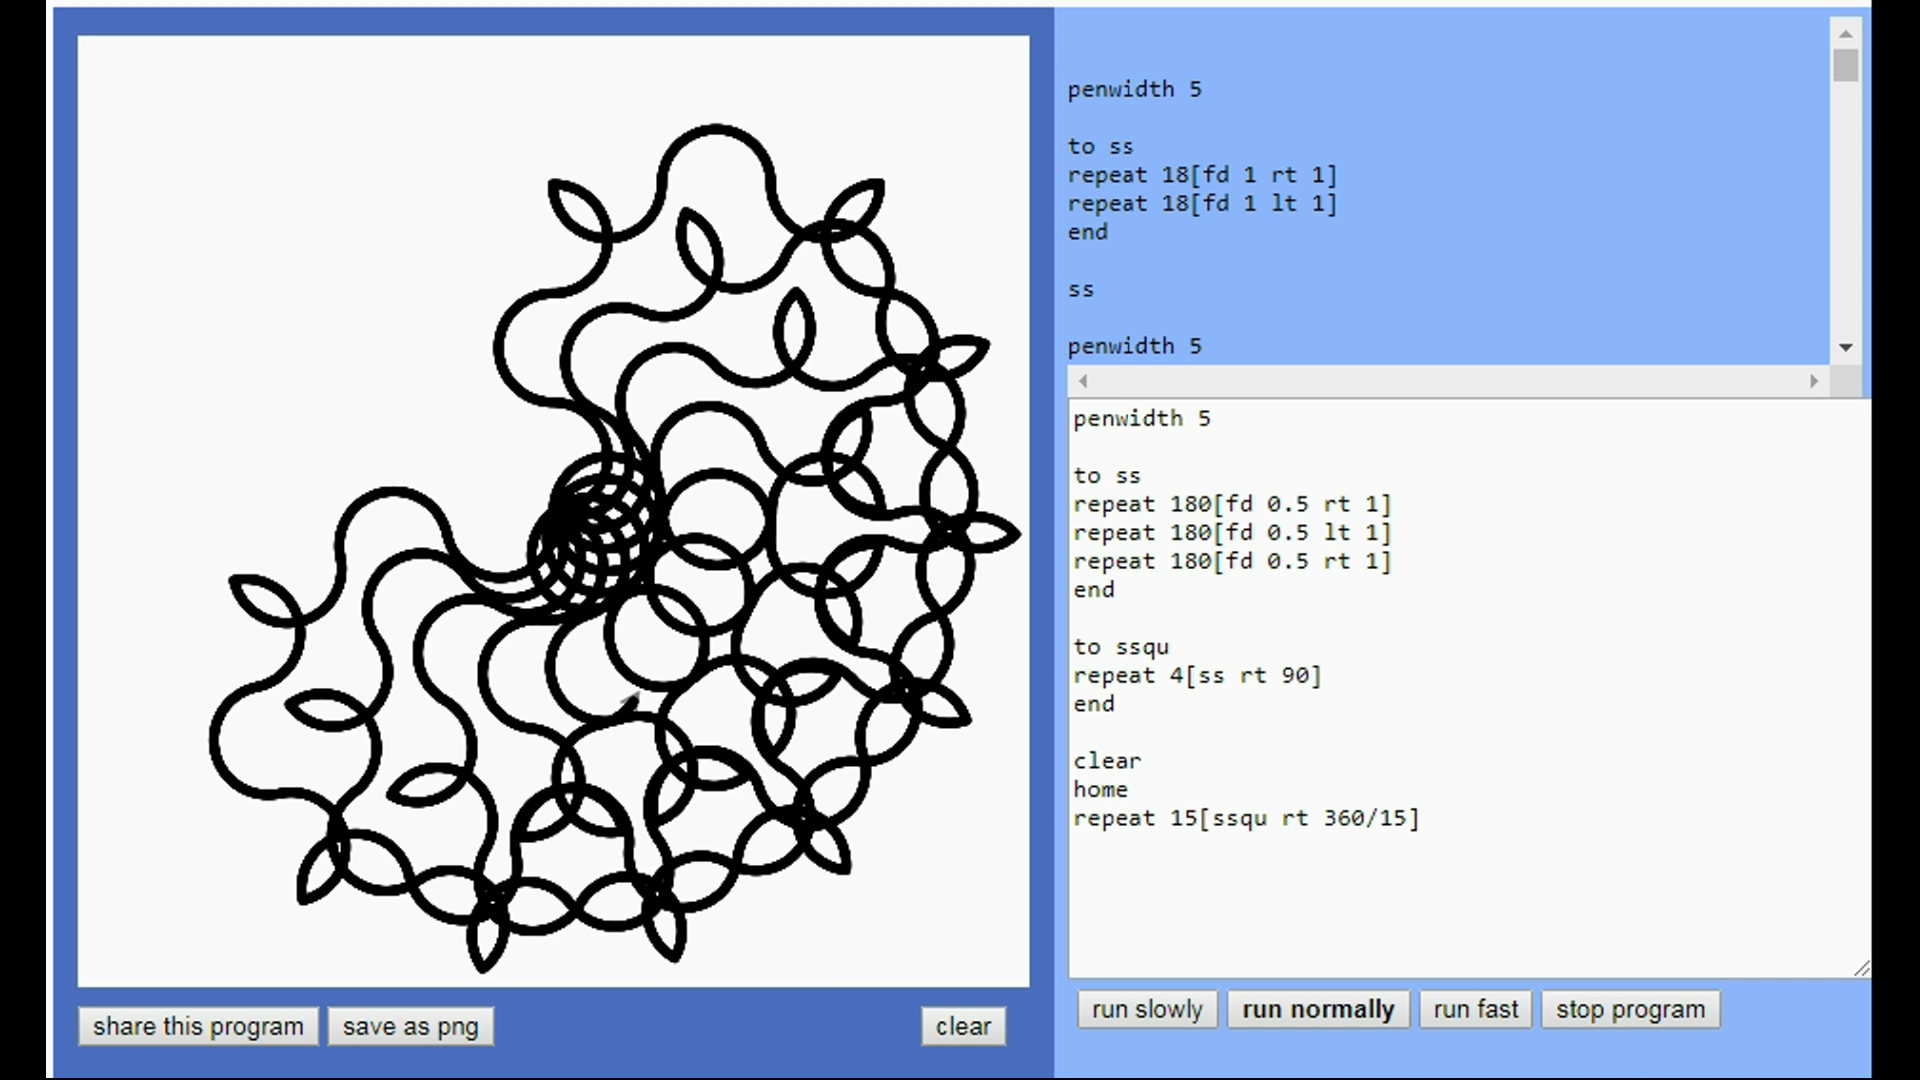 penwidth 5
to ss
repeat 18[fd 1 rt 1]
repeat 18[fd 1 lt 1]
end
ss
penwidth 5
penwidth 5
to ss
repeat 180[fd 0.5 rt 1]
repeat 180[fd 0.5 lt 1]
repeat 180[fd 0.5 rt 1]
end
to ssqu
repeat 4[ss rt 90]
end
clear
home
repeat 15[ssqu rt 360/15]
share this program
save as png
clear
run slowly
run normally
run fast
stop program